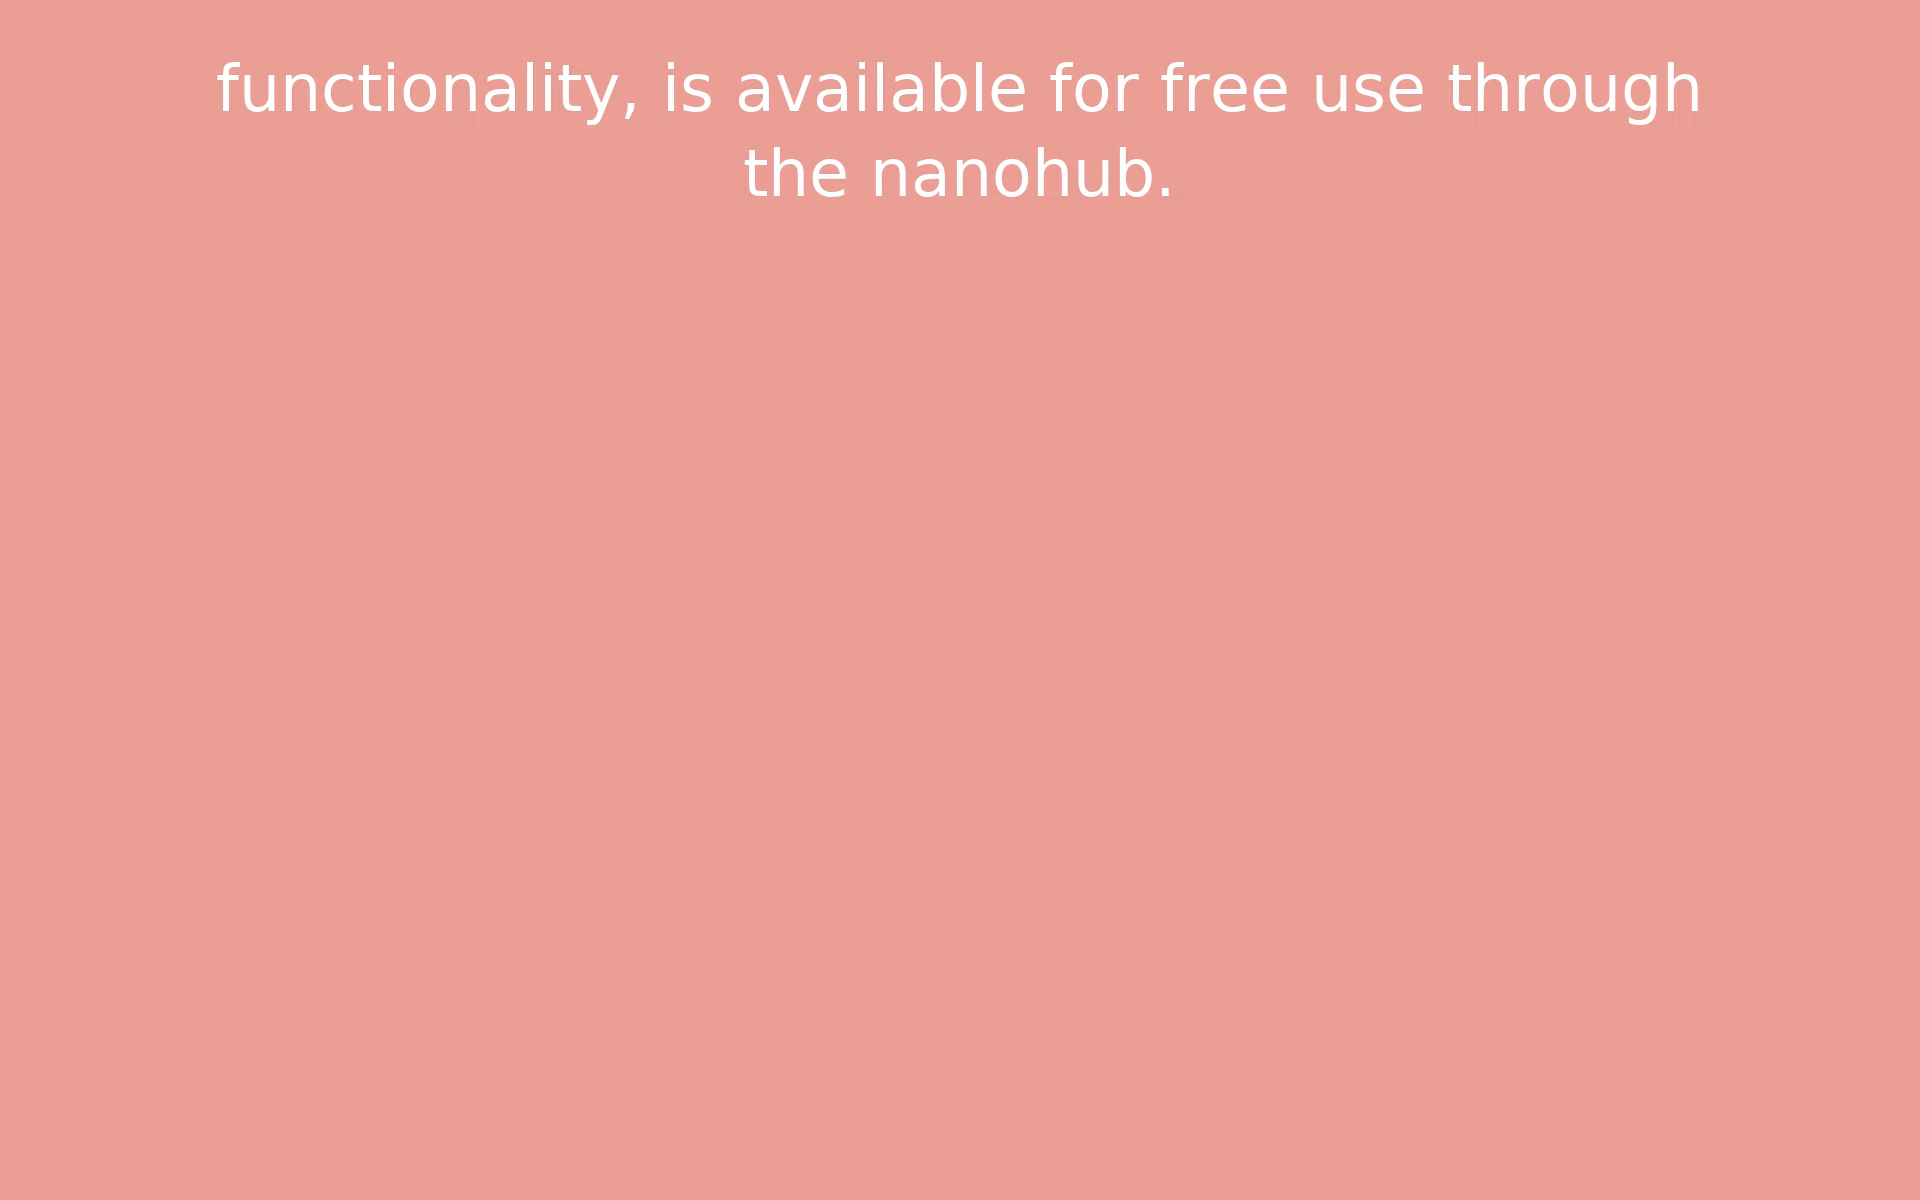 functionality, is available for free use through
the nanohub.